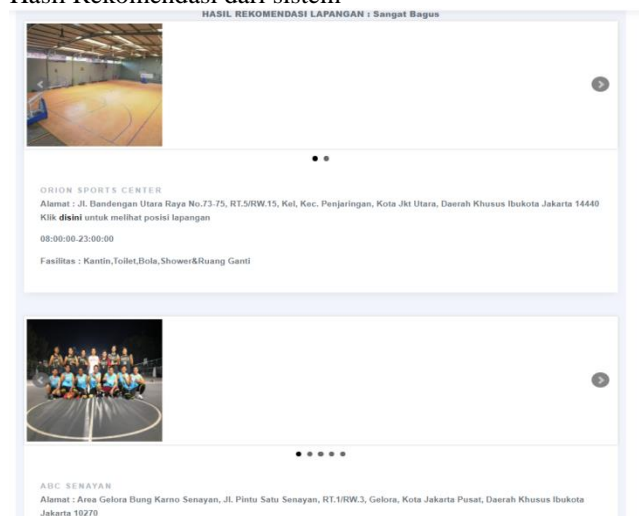 Hasil Rekomendasi dari sistem
HASIL REKOMENDASI LAPANGAN : Sangat Bagus
ORION SPORTS CENTER
Alamat : Jl. Bandengan Utara Raya No.73-75, RT.5/RW.15, Kel, Kec. Penjaringan, Kota Jkt Utara, Daerah Khusus Ibukota Jakarta 14440
Klik disini untuk melihat posisi lapangan
08:00:00-23:00:00
Fasilitas : Kantin,Toilet,Bola,Shower&Ruang Ganti
ABC SENAYAN
Alamat : Area Gelora Bung Karno Senayan, Jl. Pintu Satu Senayan, RT.1/RW.3, Gelora, Kota Jakarta Pusat, Daerah Khusus Ibukota
Jakarta 10270